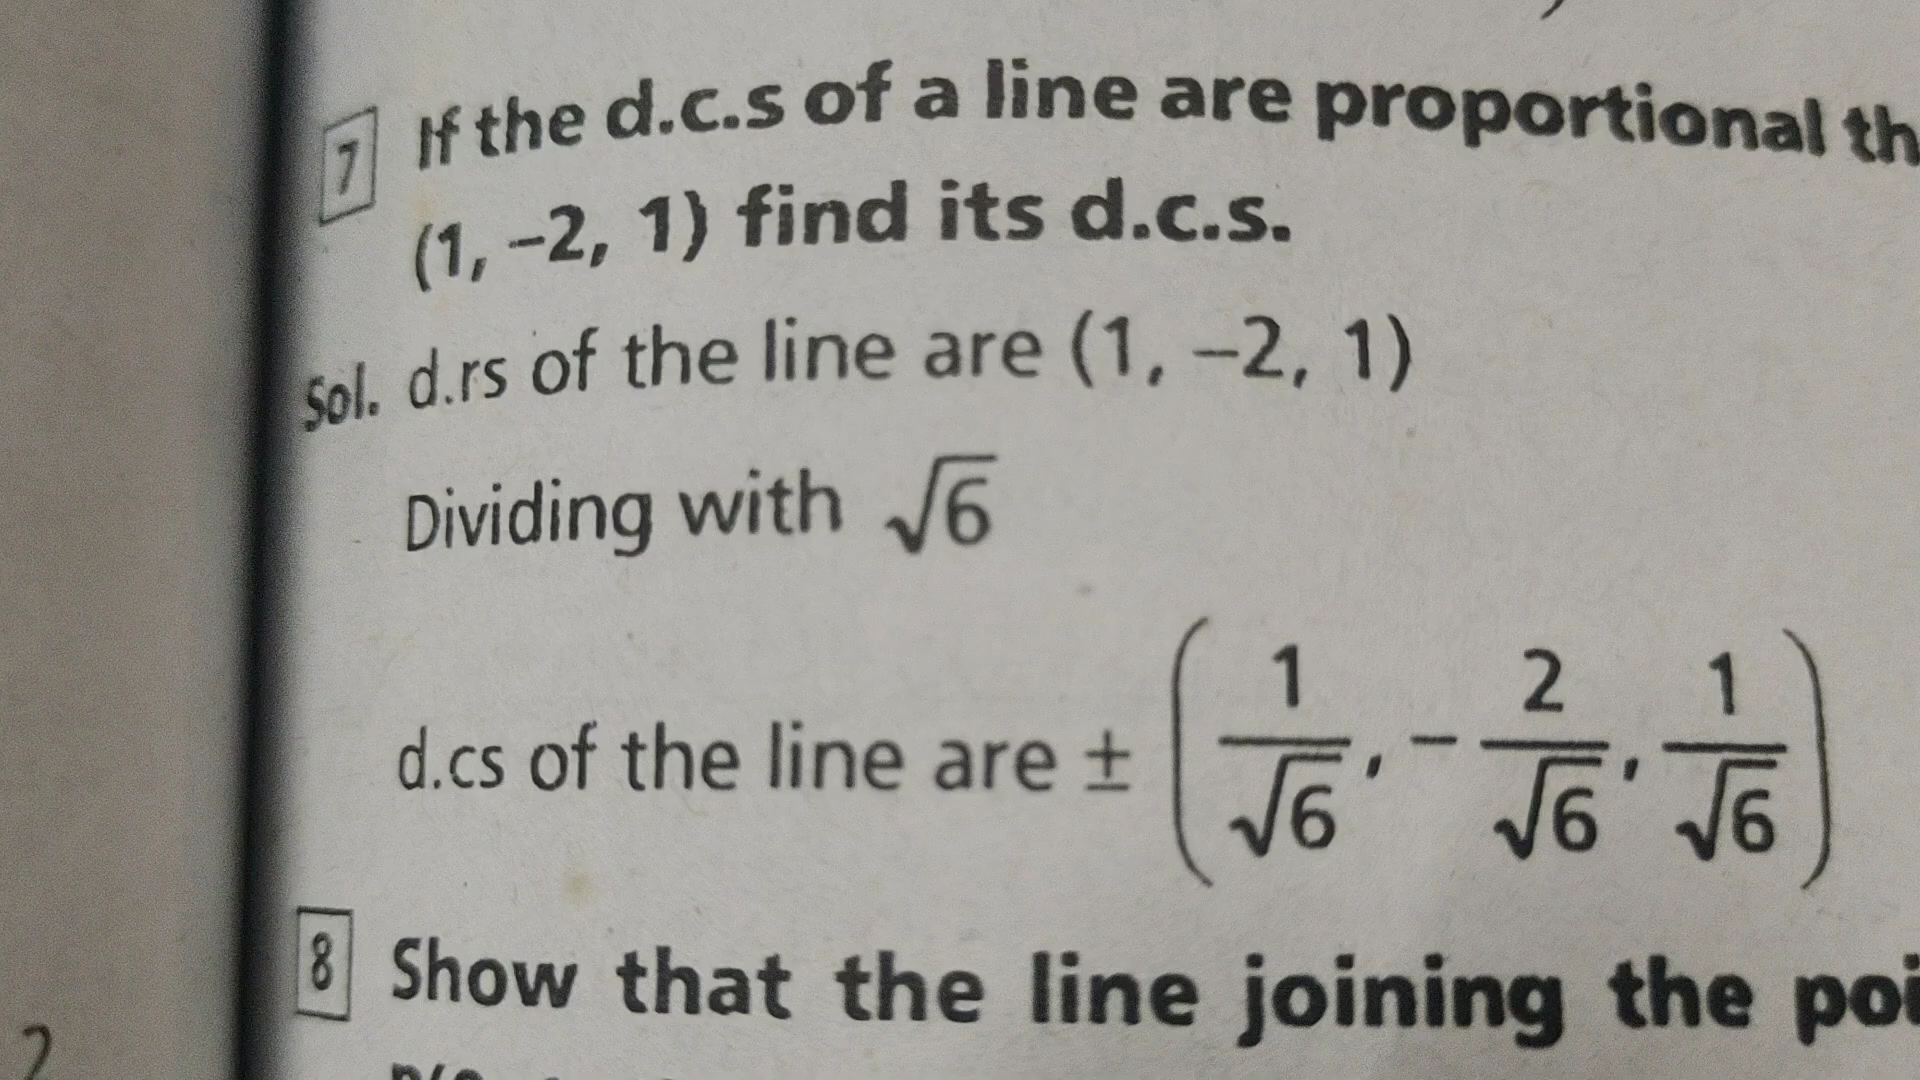 7 If the d.c.s of a line are proportional
(1, –2, 1) find its d.c.s.
Sol. d.rs of the line are (1, –2, 1)
Dividing with √6
d.cs of the line are ± (1/√6, – 2/√6, 1/√6)
8 Show that the line joining the